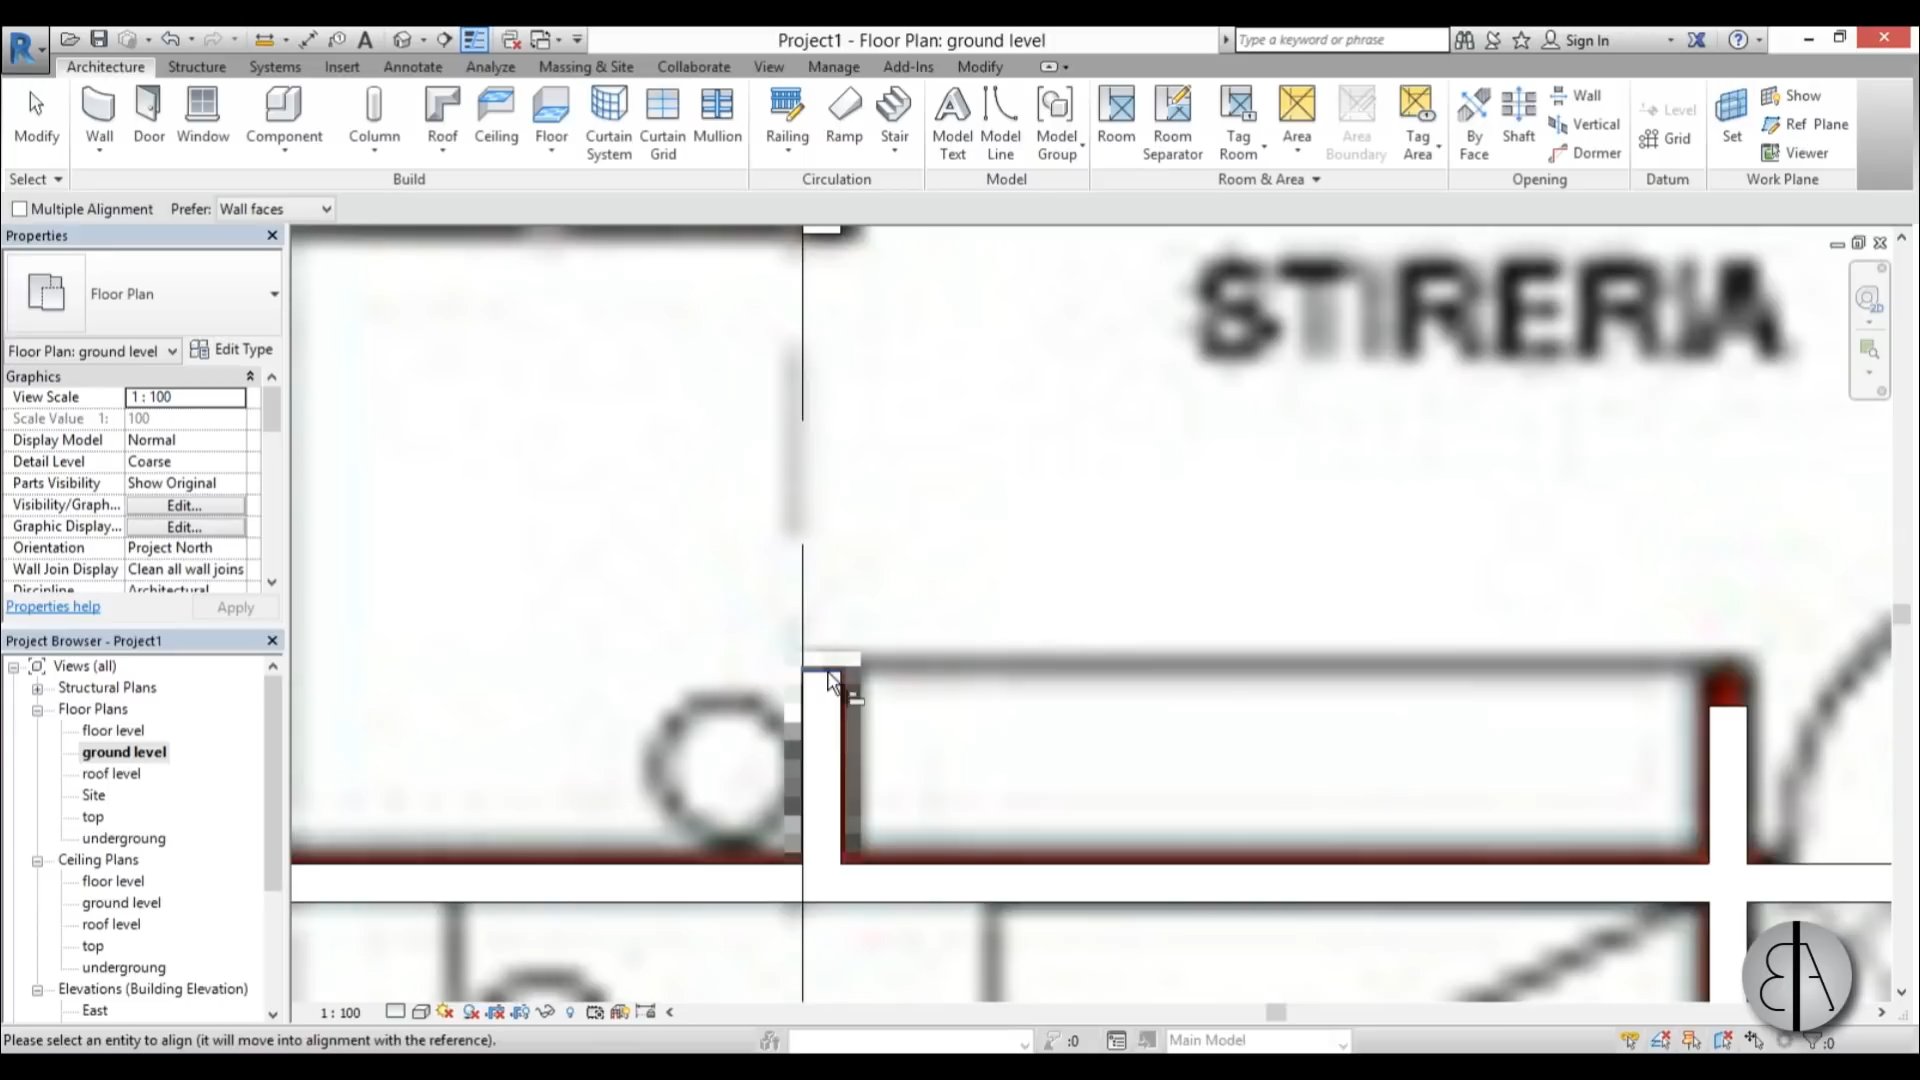 Project1 - Floor Plan: ground level
Type a keyword or phrase
Sign In
Architecture Structure Systems Insert Annotate Analyze Massing & Site Collaborate View Manage Add-Ins Modify
Modify Wall Door Window Component Column Roof Ceiling Floor Curtain System Curtain Grid Mullion Railing Ramp Stair Model Text Model Line Model Group Room Room Separator Tag Room Area Area Boundary Tag Area By Face Shaft Wall Vertical Dormer Level Grid Set Show Ref Plane Viewer
Select Build Circulation Model Room & Area Opening Datum Work Plane
Multiple Alignment Prefer: Wall faces
Properties
Floor Plan
Floor Plan: ground level Edit Type
Graphics
View Scale 1 : 100
Scale Value 1: 100
Display Model Normal
Detail Level Coarse
Parts Visibility Show Original
Visibility/Graph... Edit...
Graphic Display... Edit...
Orientation Project North
Wall Join Display Clean all wall joins
Discipline Architectural
Properties help Apply
Project Browser - Project1
Views (all)
Structural Plans
Floor Plans
floor level
ground level
roof level
Site
top
undergroung
Ceiling Plans
floor level
ground level
roof level
top
undergroung
Elevations (Building Elevation)
East
STIRERIA
2D
1 : 100
Please select an entity to align (it will move into alignment with the reference).
:0
Main Model
:0